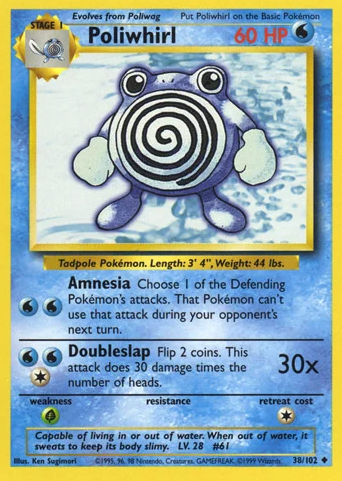 Evolves from Poliwag Put Poliwhirl on the Basic Pokémon
STAGE 1
Poliwhirl 60 HP
Tadpole Pokémon. Length: 3' 4", Weight: 44 lbs.
Amnesia Choose 1 of the Defending
Pokémon's attacks. That Pokémon can't
use that attack during your opponent's
next turn.
Doubleslap Flip 2 coins. This
attack does 30 damage times the
number of heads.
30x
weakness resistance retreat cost
Capable of living in or out of water. When out of water, it
sweats to keep its body slimy. LV. 28 #61
Illus. Ken Sugimori ©1995, 96, 98 Nintendo, Creatures, GAMEFREAK. ©1999 Wizards. 38/102